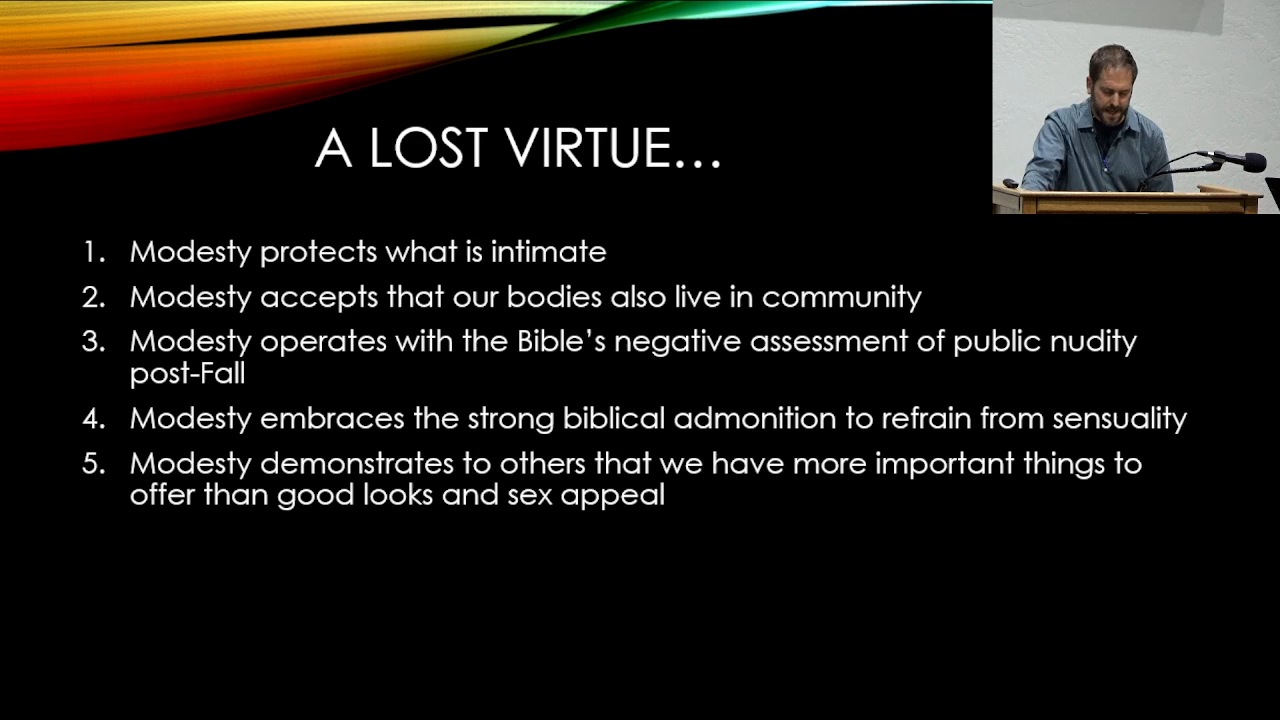 A LOST VIRTUE…
1. Modesty protects what is intimate
2. Modesty accepts that our bodies also live in community
3. Modesty operates with the Bible’s negative assessment of public nudity
post-Fall
4. Modesty embraces the strong biblical admonition to refrain from sensuality
5. Modesty demonstrates to others that we have more important things to
offer than good looks and sex appeal